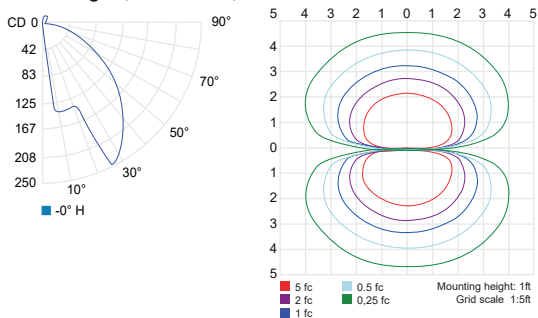 CD 0
42
83
125
167
208
250
90°
70°
50°
30°
10°
-0° H
5 4 3 2 1 0 1 2 3 4 5
4
3
2
1
0
1
2
3
4
5
5 fc
2 fc
1 fc
0.5 fc
0,25 fc
Mounting height: 1ft
Grid scale 1:5ft